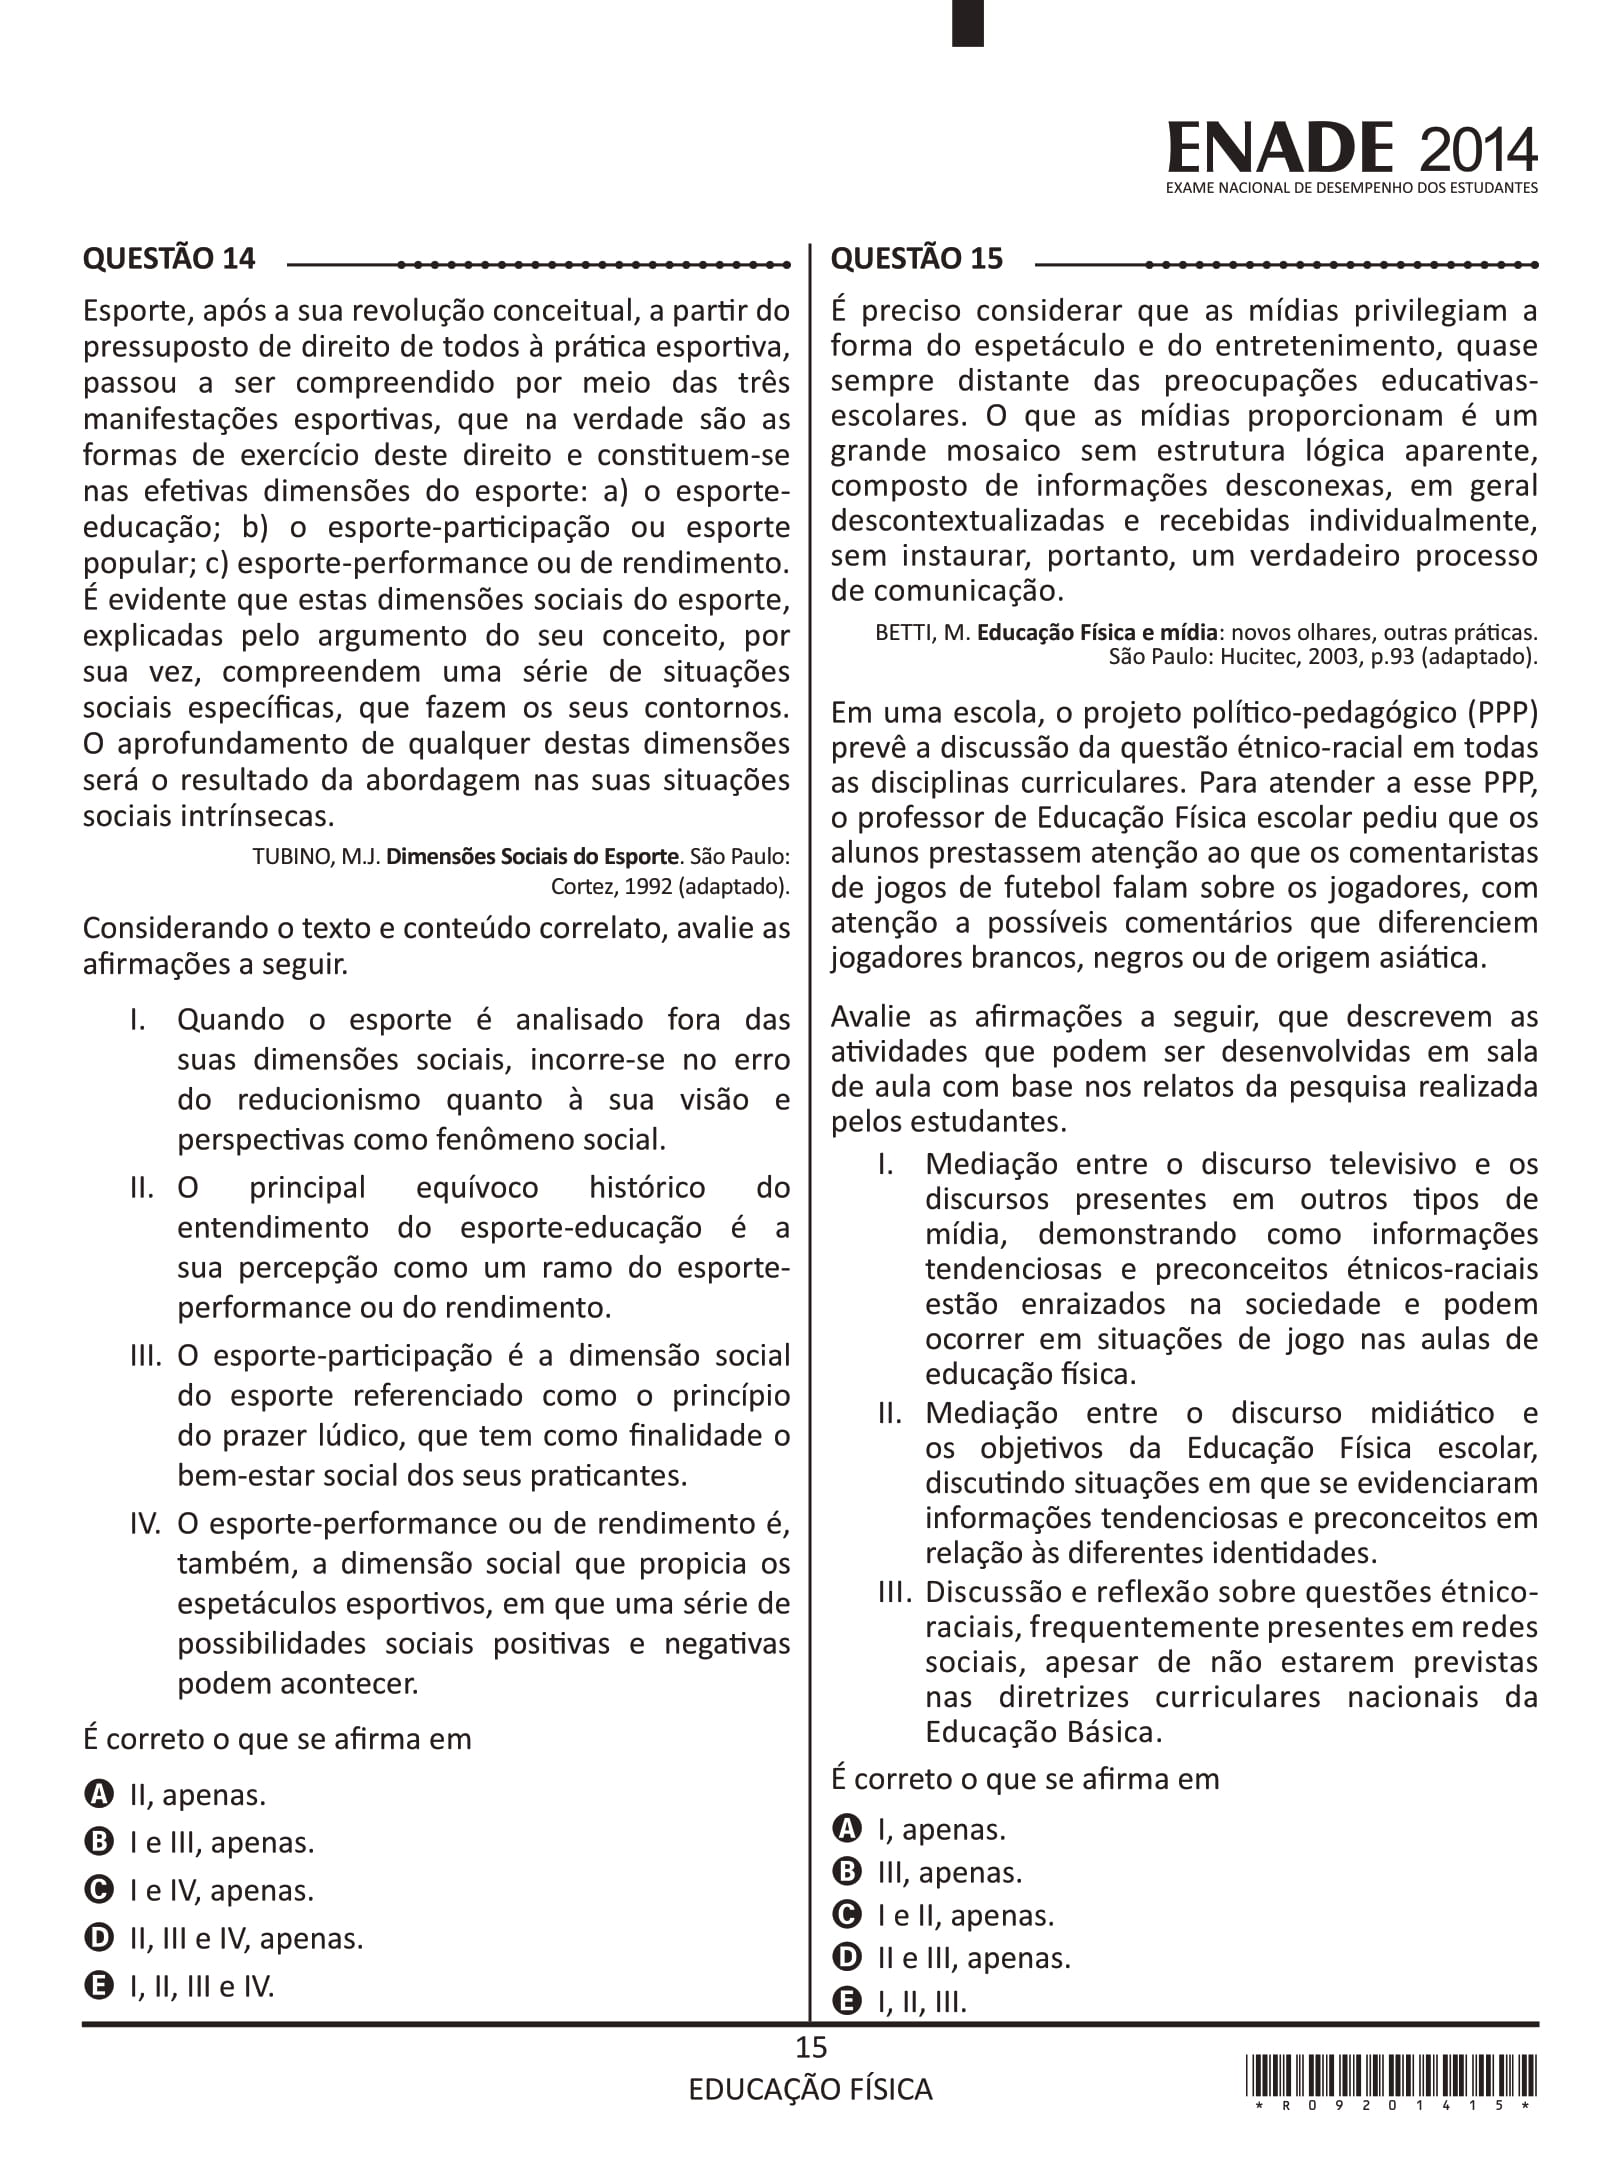 ENADE 2014
EXAME NACIONAL DE DESEMPENHO DOS ESTUDANTES
QUESTÃO 14
Esporte, após a sua revolução conceitual, a partir do
pressuposto de direito de todos à prática esportiva,
passou a ser compreendido por meio das três
manifestações esportivas, que na verdade são as
formas de exercício deste direito e constituem-se
nas efetivas dimensões do esporte: a) o esporte-
educação; b) o esporte-participação ou esporte
popular; c) esporte-performance ou de rendimento.
É evidente que estas dimensões sociais do esporte,
explicadas pelo argumento do seu conceito, por
sua vez, compreendem uma série de situações
sociais específicas, que fazem os seus contornos.
O aprofundamento de qualquer destas dimensões
será o resultado da abordagem nas suas situações
sociais intrínsecas.
TUBINO, M.J. Dimensões Sociais do Esporte. São Paulo:
Cortez, 1992 (adaptado).
Considerando o texto e conteúdo correlato, avalie as
afirmações a seguir.
I. Quando o esporte é analisado fora das
suas dimensões sociais, incorre-se no erro
do reducionismo quanto à sua visão e
perspectivas como fenômeno social.
II. O principal equívoco histórico do
entendimento do esporte-educação é a
sua percepção como um ramo do esporte-
performance ou do rendimento.
III. O esporte-participação é a dimensão social
do esporte referenciado como o princípio
do prazer lúdico, que tem como finalidade o
bem-estar social dos seus praticantes.
IV. O esporte-performance ou de rendimento é,
também, a dimensão social que propicia os
espetáculos esportivos, em que uma série de
possibilidades sociais positivas e negativas
podem acontecer.
É correto o que se afirma em
A II, apenas.
B I e III, apenas.
C I e IV, apenas.
D II, III e IV, apenas.
E I, II, III e IV.
QUESTÃO 15
É preciso considerar que as mídias privilegiam a
forma do espetáculo e do entretenimento, quase
sempre distante das preocupações educativas-
escolares. O que as mídias proporcionam é um
grande mosaico sem estrutura lógica aparente,
composto de informações desconexas, em geral
descontextualizadas e recebidas individualmente,
sem instaurar, portanto, um verdadeiro processo
de comunicação.
BETTI, M. Educação Física e mídia: novos olhares, outras práticas.
São Paulo: Hucitec, 2003, p.93 (adaptado).
Em uma escola, o projeto político-pedagógico (PPP)
prevê a discussão da questão étnico-racial em todas
as disciplinas curriculares. Para atender a esse PPP,
o professor de Educação Física escolar pediu que os
alunos prestassem atenção ao que os comentaristas
de jogos de futebol falam sobre os jogadores, com
atenção a possíveis comentários que diferenciem
jogadores brancos, negros ou de origem asiática.
Avalie as afirmações a seguir, que descrevem as
atividades que podem ser desenvolvidas em sala
de aula com base nos relatos da pesquisa realizada
pelos estudantes.
I. Mediação entre o discurso televisivo e os
discursos presentes em outros tipos de
mídia, demonstrando como informações
tendenciosas e preconceitos étnicos-raciais
estão enraizados na sociedade e podem
ocorrer em situações de jogo nas aulas de
educação física.
II. Mediação entre o discurso midiático e
os objetivos da Educação Física escolar,
discutindo situações em que se evidenciaram
informações tendenciosas e preconceitos em
relação às diferentes identidades.
III. Discussão e reflexão sobre questões étnico-
raciais, frequentemente presentes em redes
sociais, apesar de não estarem previstas
nas diretrizes curriculares nacionais da
Educação Básica.
É correto o que se afirma em
A I, apenas.
B III, apenas.
C I e II, apenas.
D II e III, apenas.
E I, II, III.
15
EDUCAÇÃO FÍSICA
*R09201415*